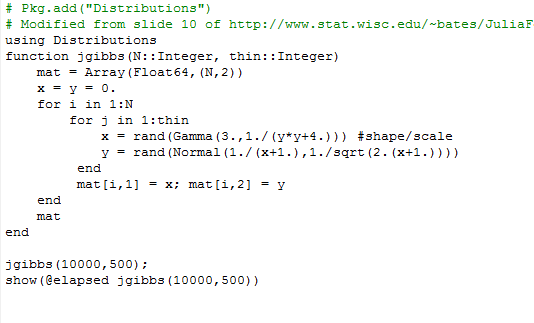 # Pkg.add("Distributions")
# Modified from slide 10 of http://www.stat.wisc.edu/~bates/JuliaF
using Distributions
function jgibbs(N::Integer, thin::Integer)
    mat = Array(Float64,(N,2))
    x = y = 0.
    for i in 1:N
        for j in 1:thin
            x = rand(Gamma(3.,1./(y*y+4.))) #shape/scale
            y = rand(Normal(1./(x+1.),1./sqrt(2.(x+1.))))
         end
         mat[i,1] = x; mat[i,2] = y
    end
    mat
end

jgibbs(10000,500);
show(@elapsed jgibbs(10000,500))